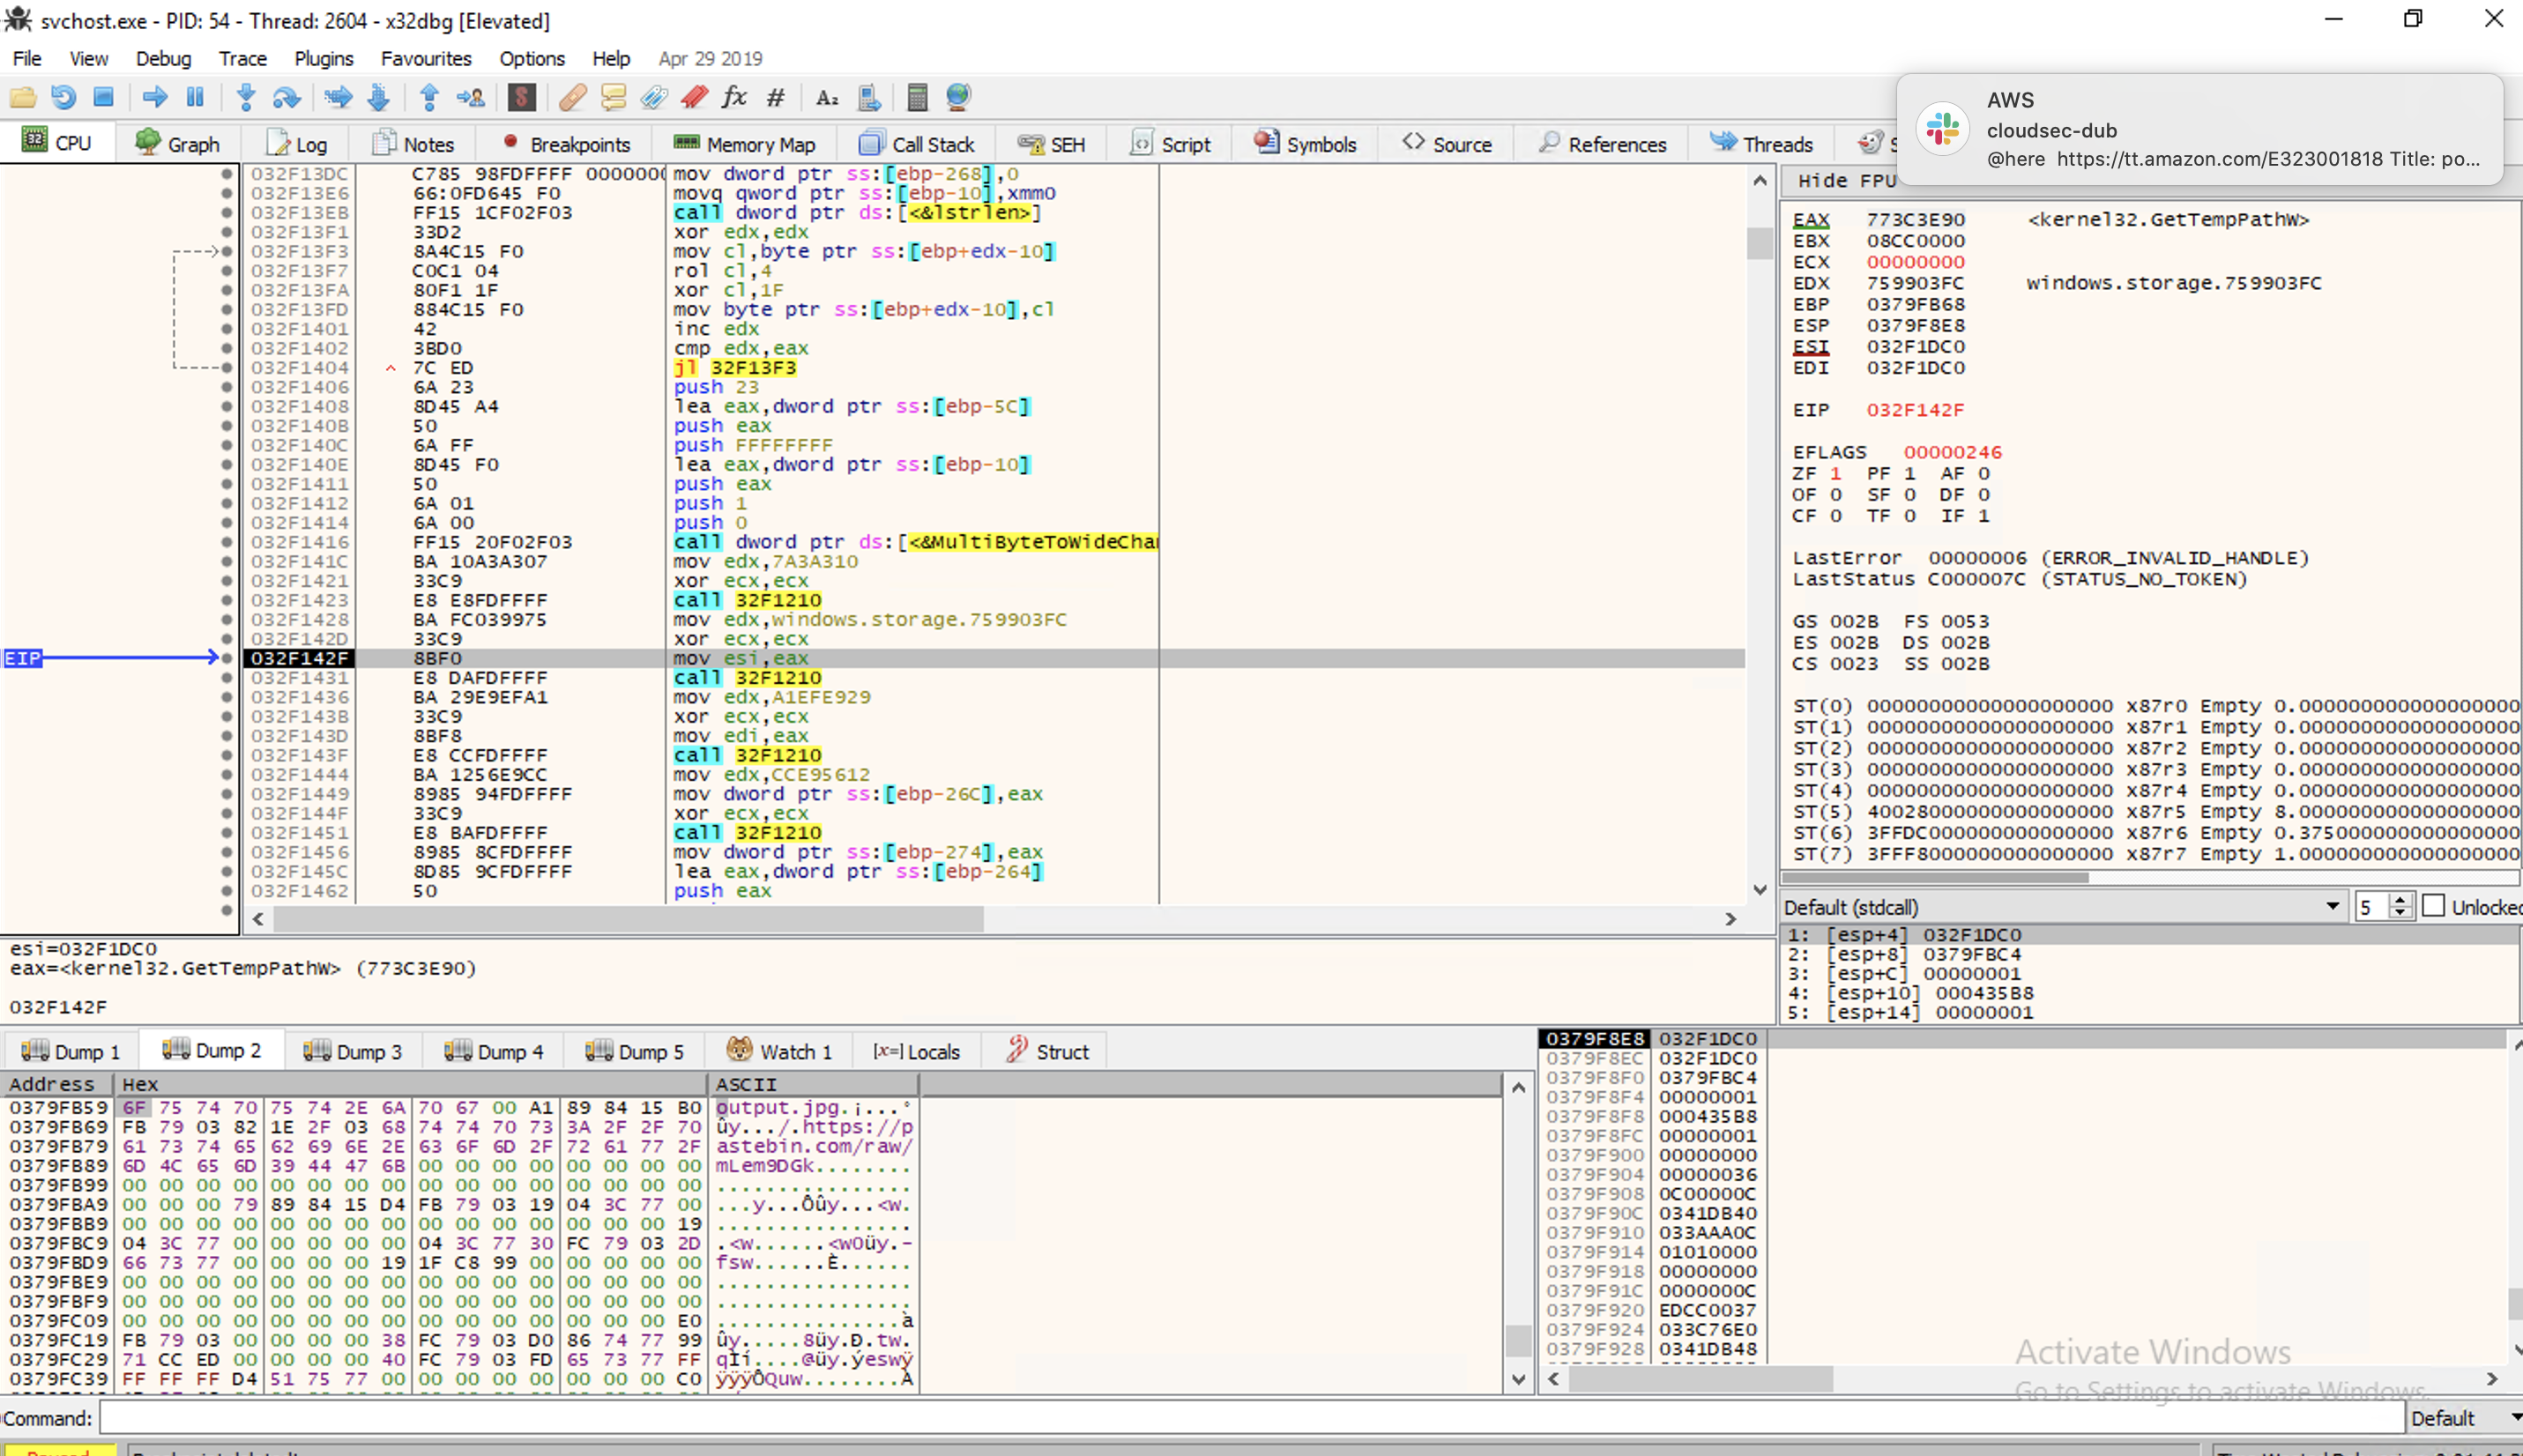 svchost.exe - PID: 54 - Thread: 2604 - x32dbg [Elevated]
File View Debug Trace Plugins Favourites Options Help Apr 29 2019
AWS
cloudsec-dub
@here https://tt.amazon.com/E323001818 Title: po...
CPU Graph Log Notes Breakpoints Memory Map Call Stack SEH Script Symbols Source References Threads
032F13DC C785 98FDFFFF 0000000 mov dword ptr ss:[ebp-268],0
032F13E6 66:0FD645 F0 movq qword ptr ss:[ebp-10],xmm0
032F13EB FF15 1CF02F03 call dword ptr ds:[<&lstrlen>]
032F13F1 33D2 xor edx,edx
032F13F3 8A4C15 F0 mov cl,byte ptr ss:[ebp+edx-10]
032F13F7 C0C1 04 rol cl,4
032F13FA 80F1 1F xor cl,1F
032F13FD 884C15 F0 mov byte ptr ss:[ebp+edx-10],cl
032F1401 42 inc edx
032F1402 3BD0 cmp edx,eax
032F1404 7C ED jl 32F13F3
032F1406 6A 23 push 23
032F1408 8D45 A4 lea eax,dword ptr ss:[ebp-5C]
032F140B 50 push eax
032F140C 6A FF push FFFFFFFF
032F140E 8D45 F0 lea eax,dword ptr ss:[ebp-10]
032F1411 50 push eax
032F1412 6A 01 push 1
032F1414 6A 00 push 0
032F1416 FF15 20F02F03 call dword ptr ds:[<&MultiByteToWideChar
032F141C BA 10A3A307 mov edx,7A3A310
032F1421 33C9 xor ecx,ecx
032F1423 E8 E8FDFFFF call 32F1210
032F1428 BA FC039975 mov edx,windows.storage.759903FC
032F142D 33C9 xor ecx,ecx
EIP 032F142F 8BF0 mov esi,eax
032F1431 E8 DAFDFFFF call 32F1210
032F1436 BA 29E9EFA1 mov edx,A1EFE929
032F143B 33C9 xor ecx,ecx
032F143D 8BF8 mov edi,eax
032F143F E8 CCFDFFFF call 32F1210
032F1444 BA 1256E9CC mov edx,CCE95612
032F1449 8985 94FDFFFF mov dword ptr ss:[ebp-26C],eax
032F144F 33C9 xor ecx,ecx
032F1451 E8 BAFDFFFF call 32F1210
032F1456 8985 8CFDFFFF mov dword ptr ss:[ebp-274],eax
032F145C 8D85 9CFDFFFF lea eax,dword ptr ss:[ebp-264]
032F1462 50 push eax
Hide FPU
EAX 773C3E90 <kernel32.GetTempPathW>
EBX 08CC0000
ECX 00000000
EDX 759903FC windows.storage.759903FC
EBP 0379FB68
ESP 0379F8E8
ESI 032F1DC0
EDI 032F1DC0
EIP 032F142F
EFLAGS 00000246
ZF 1 PF 1 AF 0
OF 0 SF 0 DF 0
CF 0 TF 0 IF 1
LastError 00000006 (ERROR_INVALID_HANDLE)
LastStatus C000007C (STATUS_NO_TOKEN)
GS 002B FS 0053
ES 002B DS 002B
CS 0023 SS 002B
ST(0) 00000000000000000000 x87r0 Empty 0.000000000000000000
ST(1) 00000000000000000000 x87r1 Empty 0.000000000000000000
ST(2) 00000000000000000000 x87r2 Empty 0.000000000000000000
ST(3) 00000000000000000000 x87r3 Empty 0.000000000000000000
ST(4) 00000000000000000000 x87r4 Empty 0.000000000000000000
ST(5) 40028000000000000000 x87r5 Empty 8.000000000000000000
ST(6) 3FFDC000000000000000 x87r6 Empty 0.375000000000000000
ST(7) 3FFF8000000000000000 x87r7 Empty 1.000000000000000000
Default (stdcall) 5 Unlocked
1: [esp+4] 032F1DC0
2: [esp+8] 0379FBC4
3: [esp+C] 00000001
4: [esp+10] 000435B8
5: [esp+14] 00000001
esi=032F1DC0
eax=<kernel32.GetTempPathW> (773C3E90)
032F142F
Dump 1 Dump 2 Dump 3 Dump 4 Dump 5 Watch 1 [x=] Locals Struct
Address Hex ASCII
0379FB59 6F 75 74 70 75 74 2E 6A 70 67 00 A1 89 84 15 B0 output.jpg.¡...°
0379FB69 FB 79 03 82 1E 2F 03 68 74 74 70 73 3A 2F 2F 70 ûy.../.https://p
0379FB79 61 73 74 65 62 69 6E 2E 63 6F 6D 2F 72 61 77 2F astebin.com/raw/
0379FB89 6D 4C 65 6D 39 44 47 6B 00 00 00 00 00 00 00 00 mLem9DGk........
0379FB99 00 00 00 00 00 00 00 00 00 00 00 00 00 00 00 00 ................
0379FBA9 00 00 00 79 89 84 15 D4 FB 79 03 19 04 3C 77 00 ...y...Ôûy...<w.
0379FBB9 00 00 00 00 00 00 00 00 00 00 00 00 00 00 00 19 ................
0379FBC9 04 3C 77 00 00 00 00 00 04 3C 77 30 FC 79 03 2D .<w......<w0üy.-
0379FBD9 66 73 77 00 00 00 00 19 1F C8 99 00 00 00 00 00 fsw......È......
0379FBE9 00 00 00 00 00 00 00 00 00 00 00 00 00 00 00 00 ................
0379FBF9 00 00 00 00 00 00 00 00 00 00 00 00 00 00 00 00 ................
0379FC09 00 00 00 00 00 00 00 00 00 00 00 00 00 00 00 E0 ...............à
0379FC19 FB 79 03 00 00 00 00 38 FC 79 03 D0 86 74 77 99 ûy.....8üy.Ð.tw.
0379FC29 71 CC ED 00 00 00 00 40 FC 79 03 FD 65 73 77 FF qÌí....@üy.ýeswÿ
0379FC39 FF FF FF D4 51 75 77 00 00 00 00 00 00 00 00 C0 ÿÿÿÔQuw........À
0379F8E8 032F1DC0
0379F8EC 032F1DC0
0379F8F0 0379FBC4
0379F8F4 00000001
0379F8F8 000435B8
0379F8FC 00000001
0379F900 00000000
0379F904 00000036
0379F908 0C00000C
0379F90C 0341DB40
0379F910 033AAA0C
0379F914 01010000
0379F918 00000000
0379F91C 0000000C
0379F920 EDCC0037
0379F924 033C76E0
0379F928 0341DB48
Activate Windows
Go to Settings to activate Windows.
Command: Default